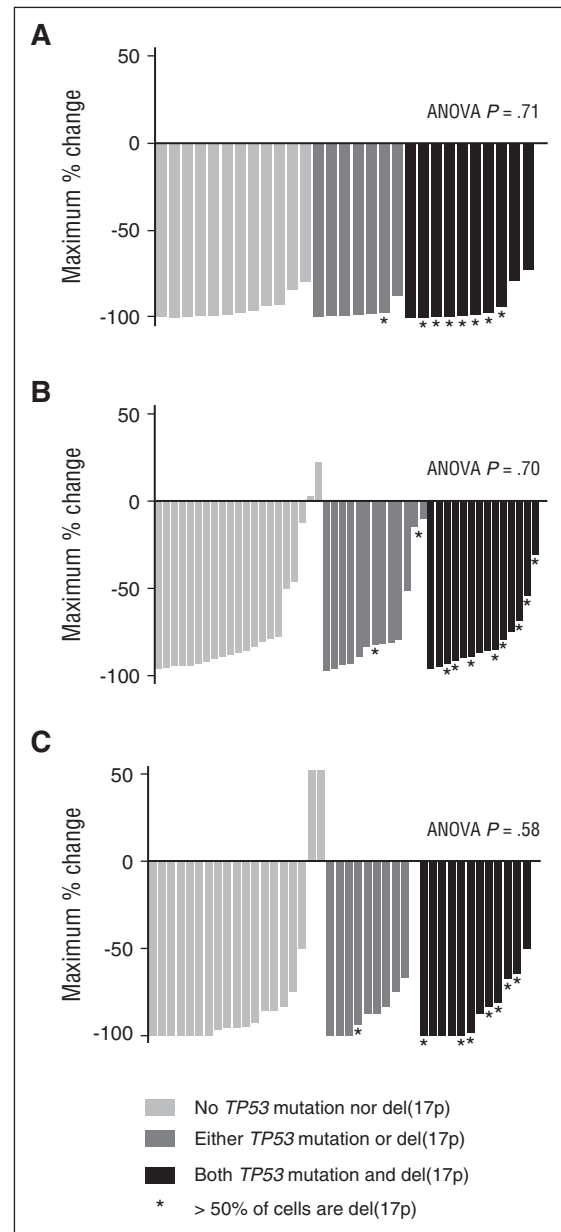 A
50
0
-50
-100
Maximum % change
ANOVA P = .71
* * * * * * * *
B
50
0
-50
-100
Maximum % change
ANOVA P = .70
* * * * * * * * * * *
C
50
0
-50
-100
Maximum % change
ANOVA P = .58
* * * * * * * *
No TP53 mutation nor del(17p)
Either TP53 mutation or del(17p)
Both TP53 mutation and del(17p)
* > 50% of cells are del(17p)